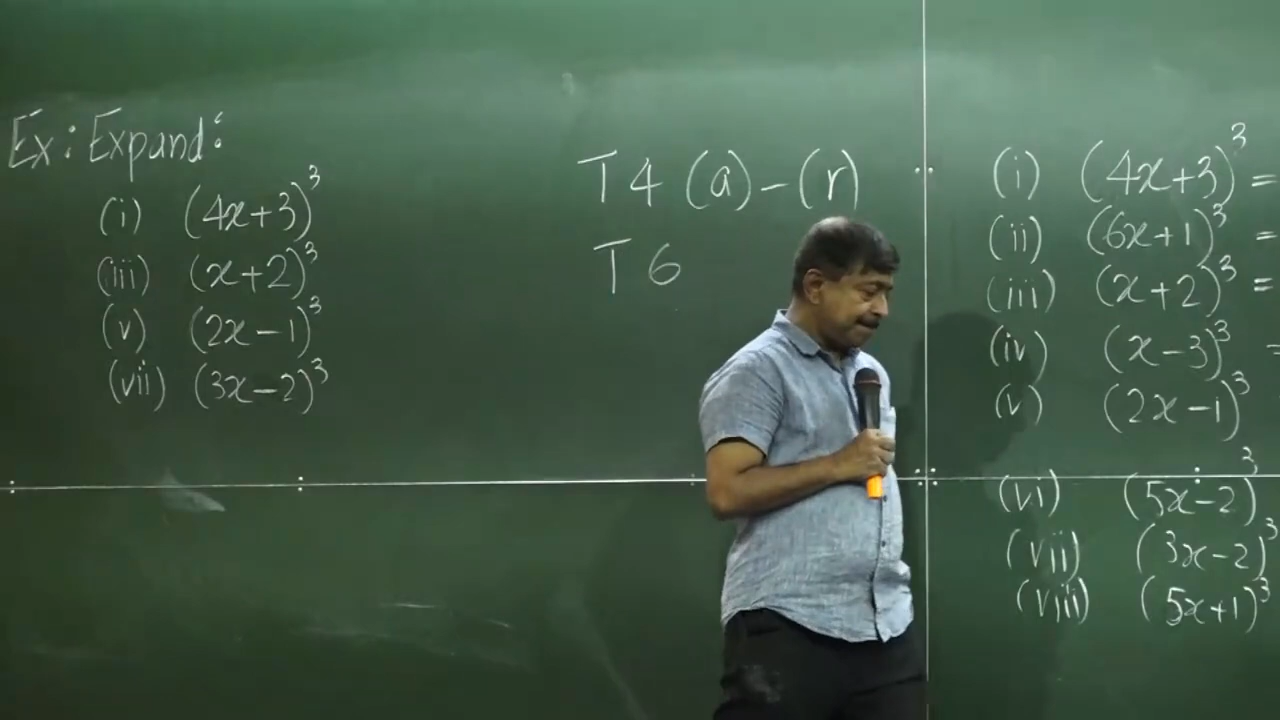 Ex: Expand:
(i) (4x+3)³
(iii) (x+2)³
(v) (2x-1)³
(vii) (3x-2)³
T 4 (a) - (r)
T 6
(i) (4x+3)³ =
(ii) (6x+1)³ =
(iii) (x+2)³ =
(iv) (x-3)³ =
(v) (2x-1)³
(vi) (5x-2)³
(vii) (3x-2)³
(viii) (5x+1)³